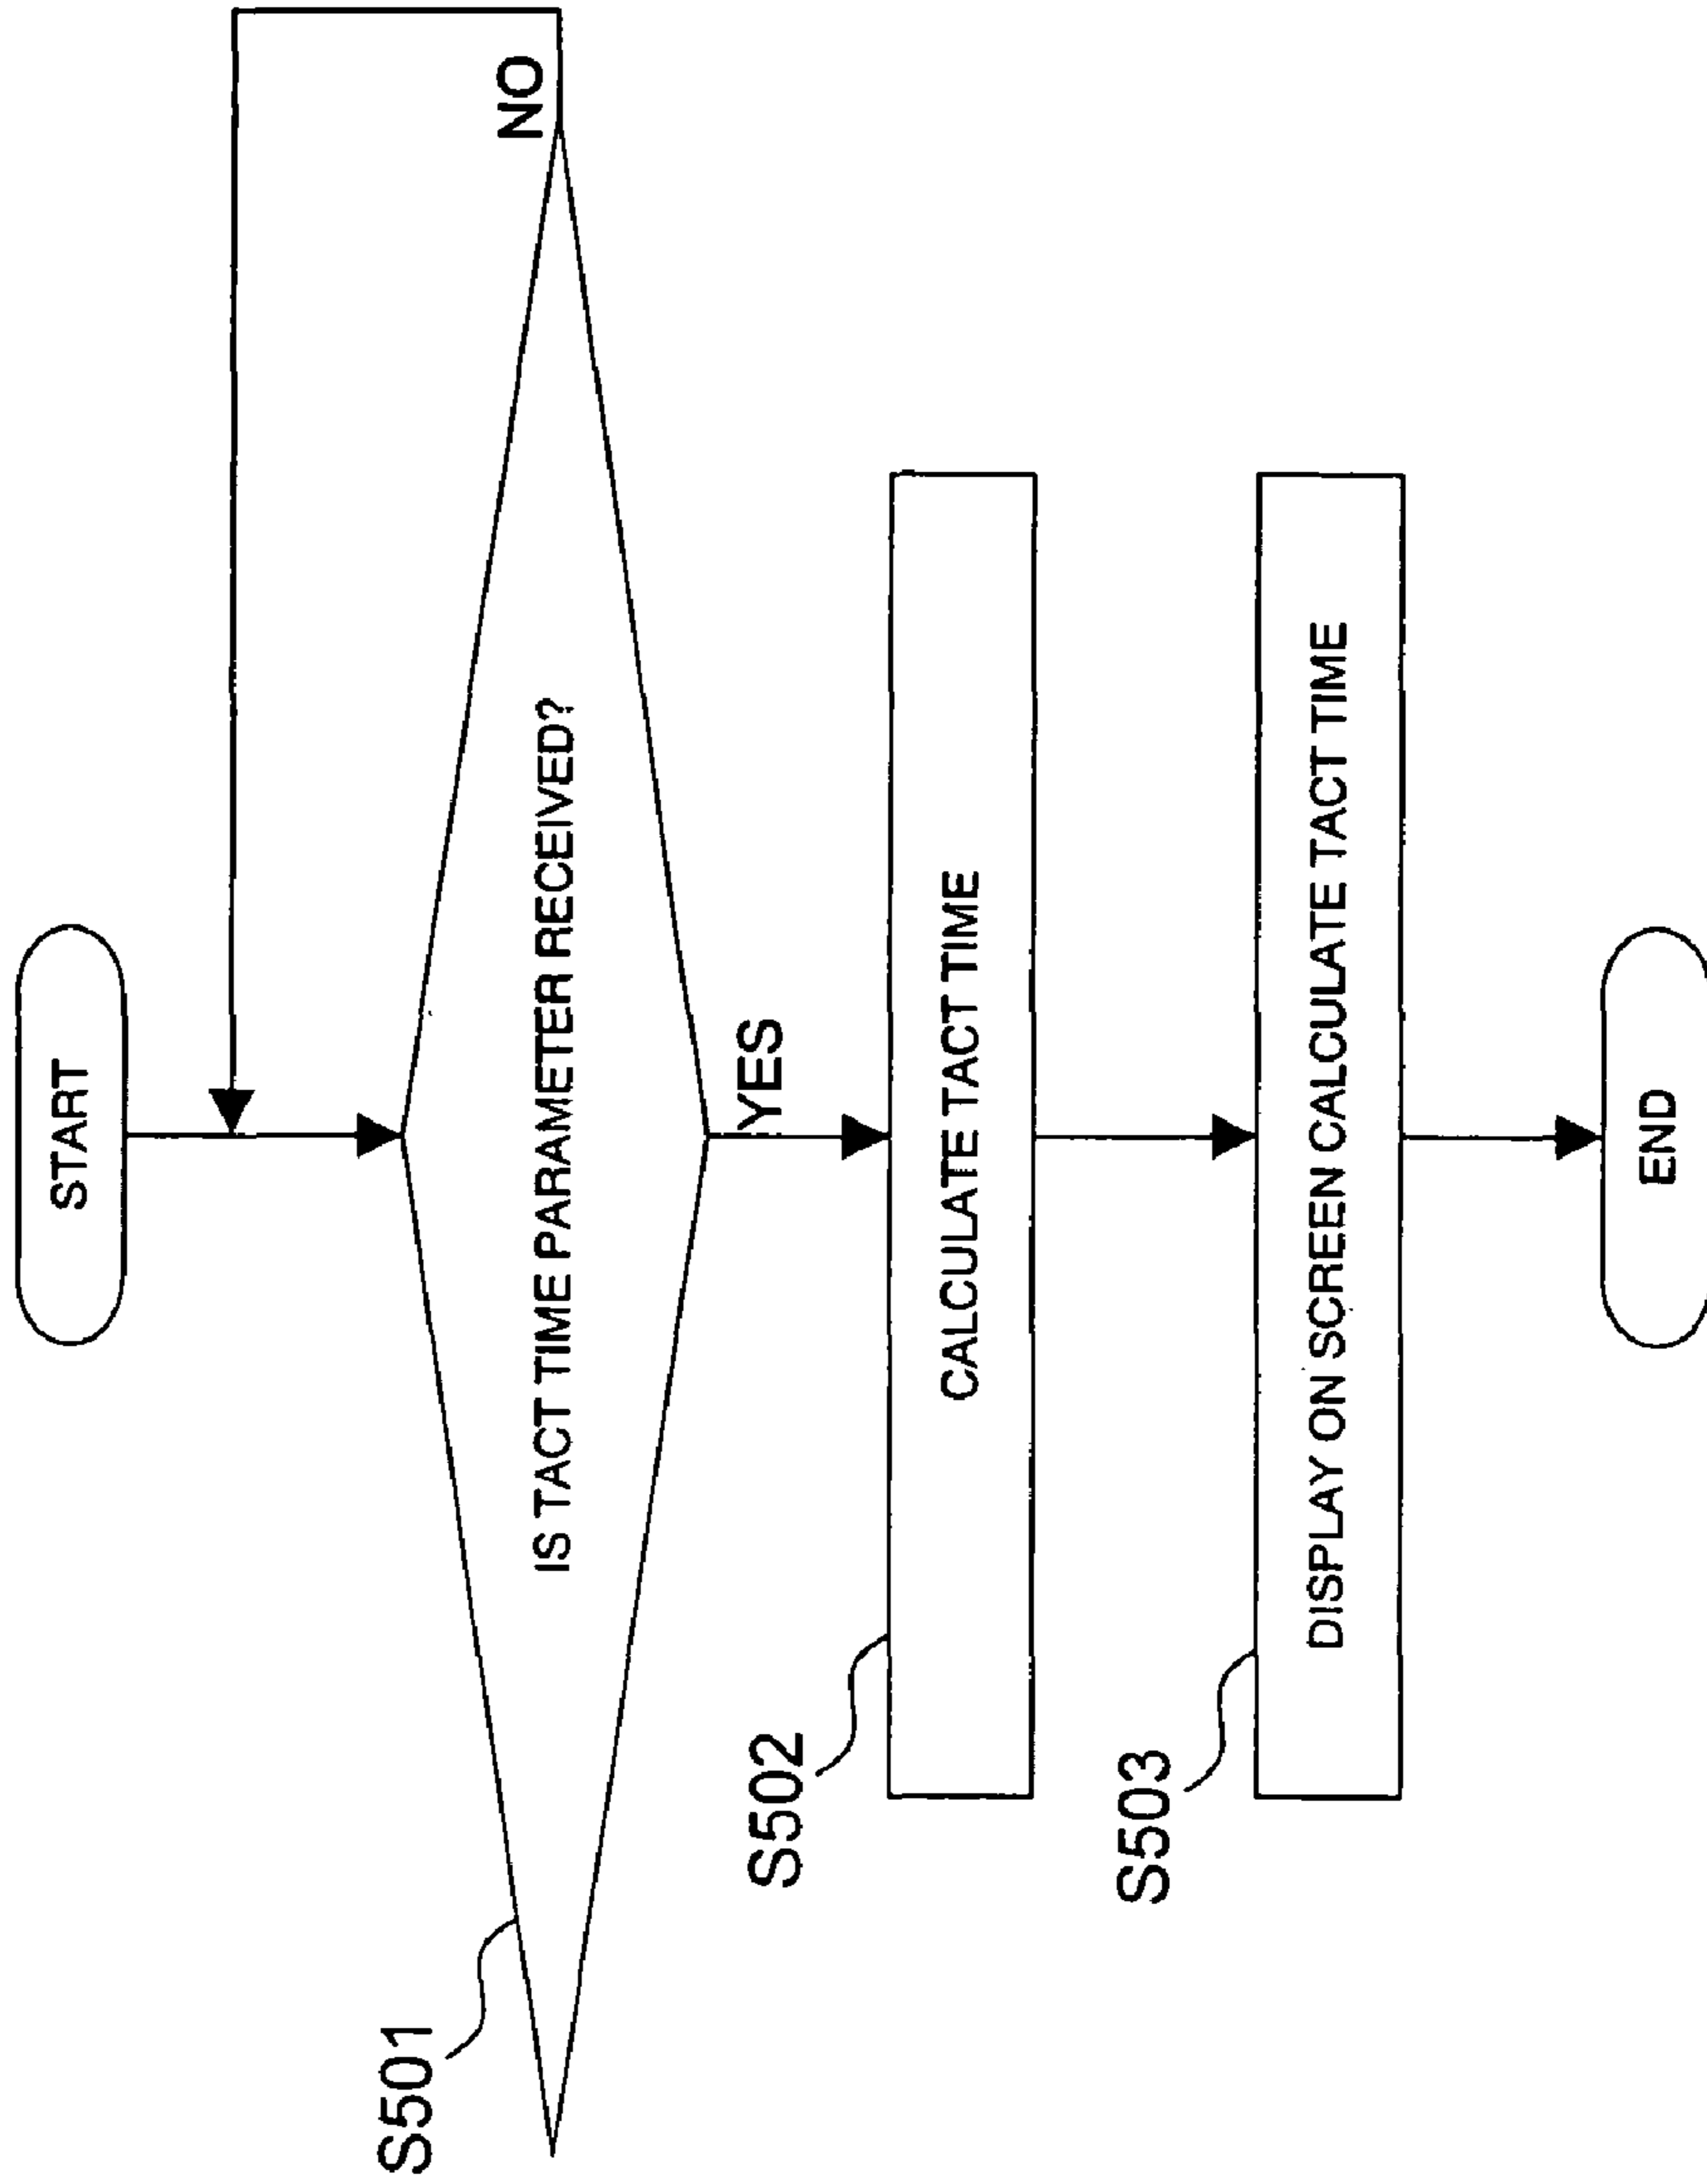 START
S501
IS TACT TIME PARAMETER RECEIVED?
NO
YES
S502
CALCULATE TACT TIME
S503
DISPLAY ON SCREEN CALCULATE TACT TIME
END